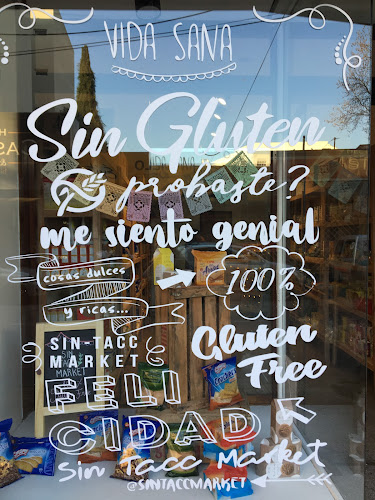 VIDA SANA
Sin Gluten
probaste?
me siento genial
cosas dulces
y ricas...
100%
SIN-TACC
MARKET
Gluten
Free
FELI
CIDAD
Sin Tacc Market
@SINTACCMARKET